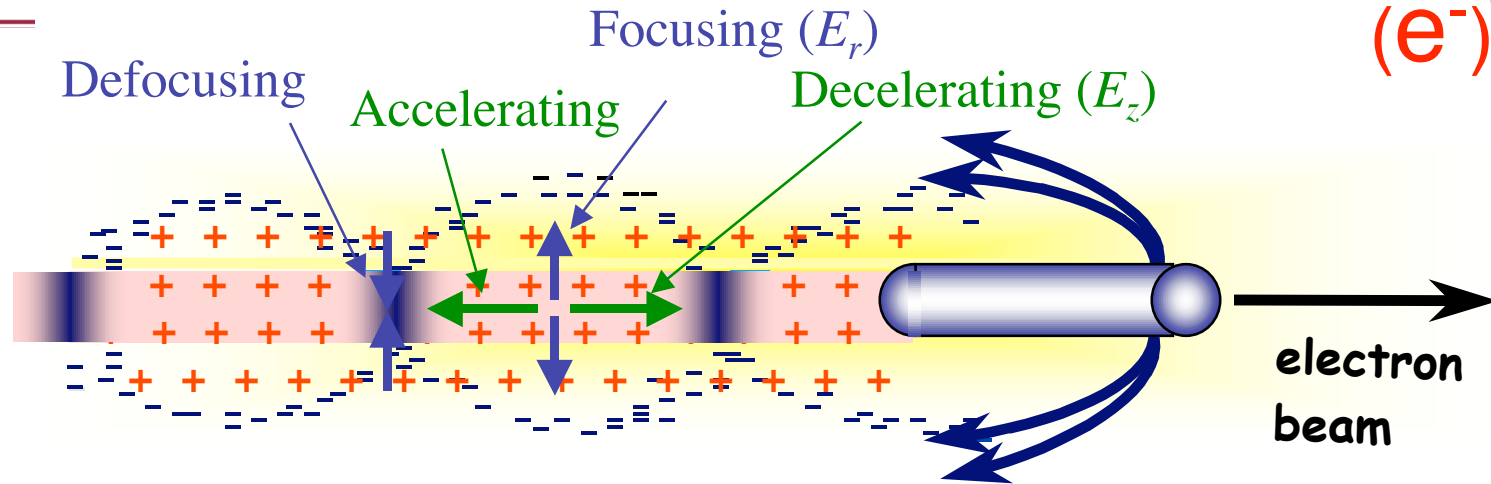 Focusing (E_r)
(e⁻)
Defocusing
Accelerating
Decelerating (E_z)
electron
beam